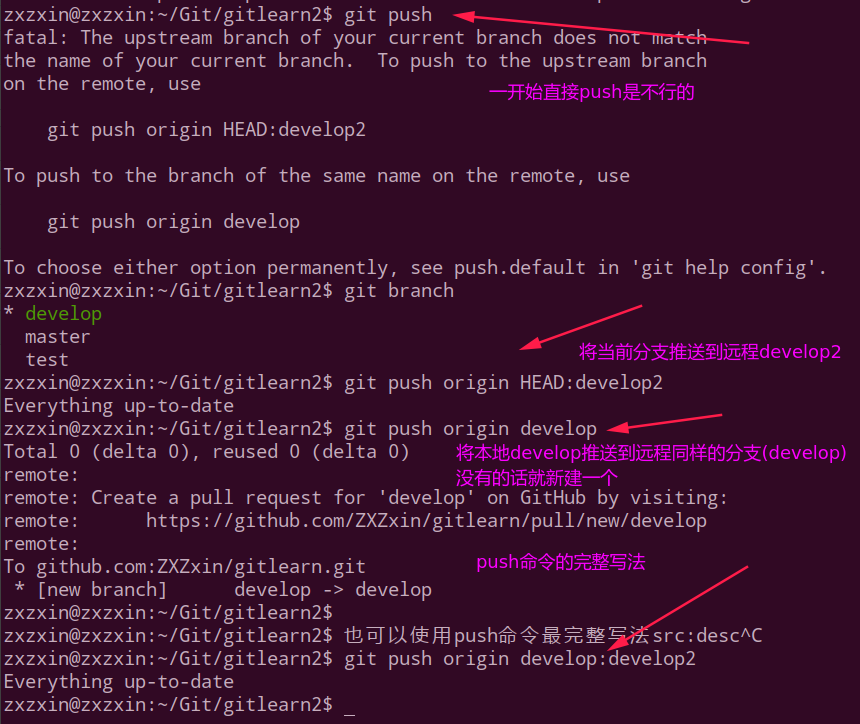 zxzxin@zxzxin:~/Git/gitlearn2$ git push
fatal: The upstream branch of your current branch does not match
the name of your current branch.  To push to the upstream branch
on the remote, use
一开始直接push是不行的
    git push origin HEAD:develop2
To push to the branch of the same name on the remote, use
    git push origin develop
To choose either option permanently, see push.default in 'git help config'.
zxzxin@zxzxin:~/Git/gitlearn2$ git branch
* develop
  master
  test
将当前分支推送到远程develop2
zxzxin@zxzxin:~/Git/gitlearn2$ git push origin HEAD:develop2
Everything up-to-date
zxzxin@zxzxin:~/Git/gitlearn2$ git push origin develop
Total 0 (delta 0), reused 0 (delta 0)
将本地develop推送到远程同样的分支(develop)
没有的话就新建一个
remote:
remote: Create a pull request for 'develop' on GitHub by visiting:
remote:      https://github.com/ZXZxin/gitlearn/pull/new/develop
remote:
push命令的完整写法
To github.com:ZXZxin/gitlearn.git
 * [new branch]      develop -> develop
zxzxin@zxzxin:~/Git/gitlearn2$
zxzxin@zxzxin:~/Git/gitlearn2$ 也可以使用push命令最完整写法src:desc^C
zxzxin@zxzxin:~/Git/gitlearn2$ git push origin develop:develop2
Everything up-to-date
zxzxin@zxzxin:~/Git/gitlearn2$ _